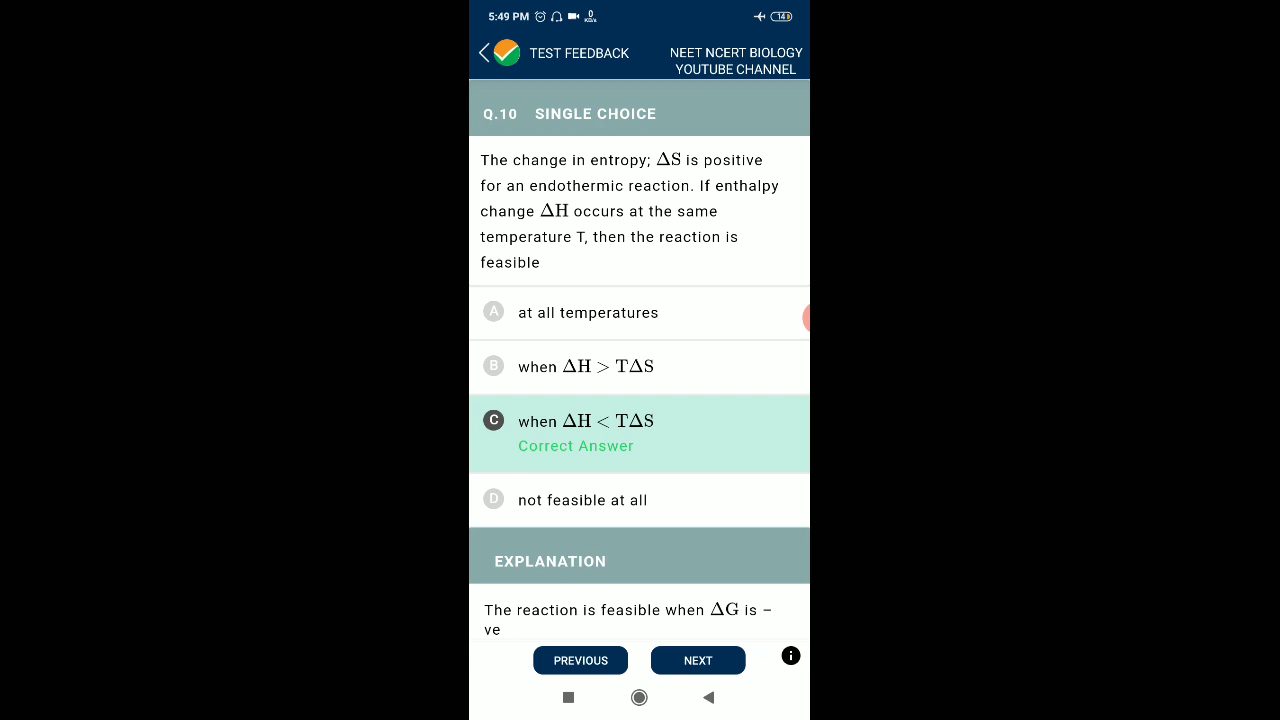 5:49 PM 0 KB/s 14
TEST FEEDBACK NEET NCERT BIOLOGY
YOUTUBE CHANNEL
Q.10 SINGLE CHOICE
The change in entropy; ΔS is positive
for an endothermic reaction. If enthalpy
change ΔH occurs at the same
temperature T, then the reaction is
feasible
A at all temperatures
B when ΔH > TΔS
C when ΔH < TΔS
Correct Answer
D not feasible at all
EXPLANATION
The reaction is feasible when ΔG is –
ve
PREVIOUS NEXT